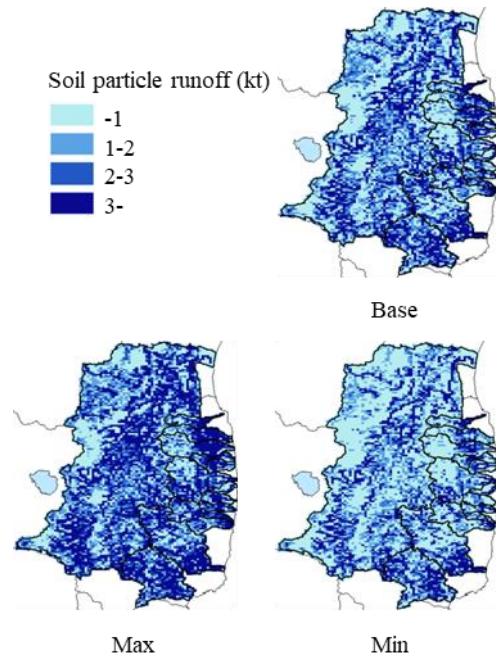 Soil particle runoff (kt)
-1
1-2
2-3
3-
Base
Max
Min